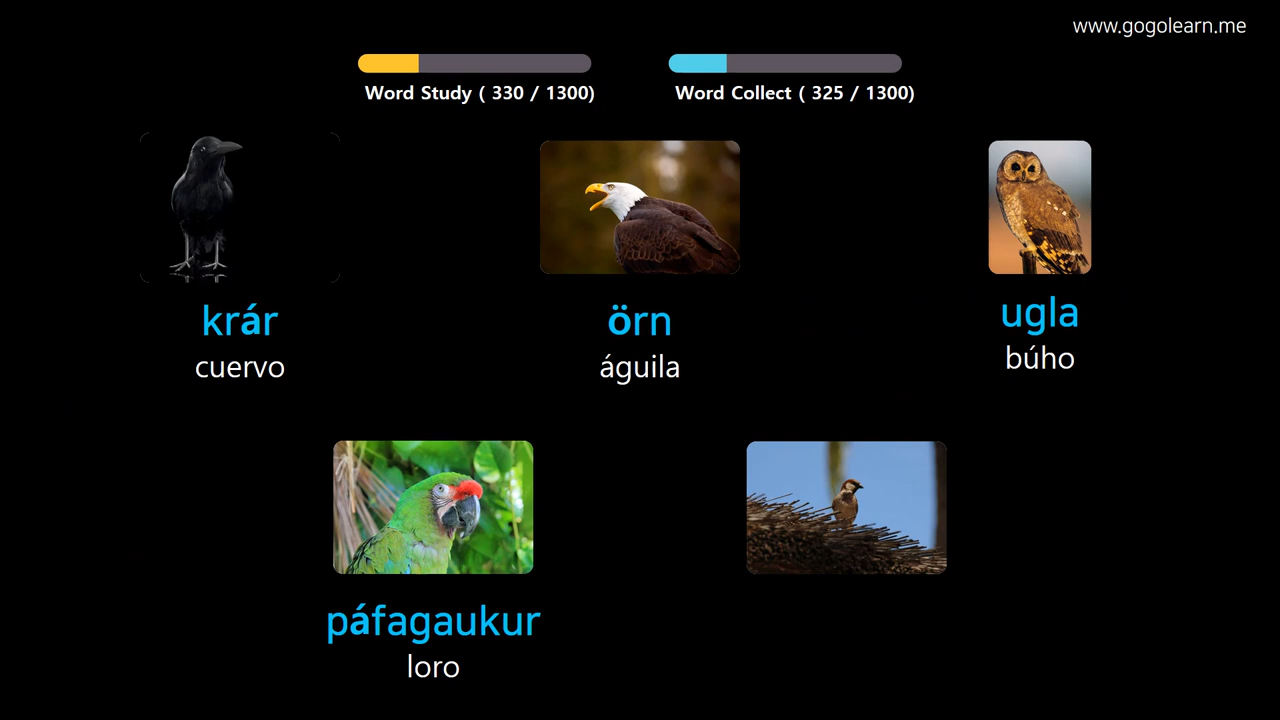 www.gogolearn.me
Word Study ( 330 / 1300)
Word Collect ( 325 / 1300)
krár
cuervo
örn
águila
ugla
búho
páfagaukur
loro